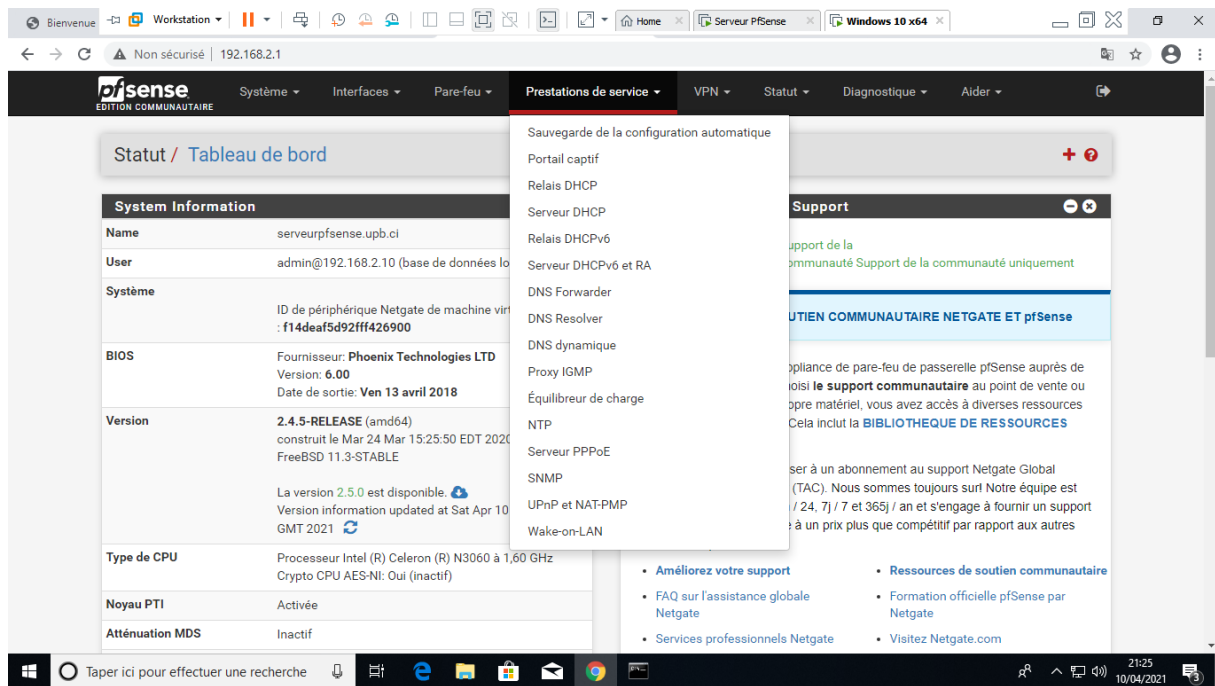 Bienvenue
Workstation
Home
Serveur PfSense
Windows 10 x64
Non sécurisé
192.168.2.1
pfsense
EDITION COMMUNAUTAIRE
Système
Interfaces
Pare-feu
Prestations de service
VPN
Statut
Diagnostique
Aider
Statut / Tableau de bord
Sauvegarde de la configuration automatique
Portail captif
Relais DHCP
Serveur DHCP
Relais DHCPv6
Serveur DHCPv6 et RA
DNS Forwarder
DNS Resolver
DNS dynamique
Proxy IGMP
Équilibreur de charge
NTP
Serveur PPPoE
SNMP
UPnP et NAT-PMP
Wake-on-LAN
System Information
Name
serveurpfsense.upb.ci
User
admin@192.168.2.10 (base de données lo
Système
ID de périphérique Netgate de machine virt
: f14deaf5d92fff426900
BIOS
Fournisseur: Phoenix Technologies LTD
Version: 6.00
Date de sortie: Ven 13 avril 2018
Version
2.4.5-RELEASE (amd64)
construit le Mar 24 Mar 15:25:50 EDT 2020
FreeBSD 11.3-STABLE
La version 2.5.0 est disponible.
Version information updated at Sat Apr 10
GMT 2021
Type de CPU
Processeur Intel (R) Celeron (R) N3060 à 1,60 GHz
Crypto CPU AES-NI: Oui (inactif)
Noyau PTI
Activée
Atténuation MDS
Inactif
Support
upport de la
ommunauté Support de la communauté uniquement
UTIEN COMMUNAUTAIRE NETGATE ET pfSense
ppliance de pare-feu de passerelle pfSense auprès de
hoisi le support communautaire au point de vente ou
opre matériel, vous avez accès à diverses ressources
Cela inclut la BIBLIOTHEQUE DE RESSOURCES
ser à un abonnement au support Netgate Global
(TAC). Nous sommes toujours sur! Notre équipe est
/ 24, 7j / 7 et 365j / an et s'engage à fournir un support
à un prix plus que compétitif par rapport aux autres
Améliorez votre support
FAQ sur l'assistance globale
Netgate
Services professionnels Netgate
Ressources de soutien communautaire
Formation officielle pfSense par
Netgate
Visitez Netgate.com
Taper ici pour effectuer une recherche
21:25
10/04/2021
3